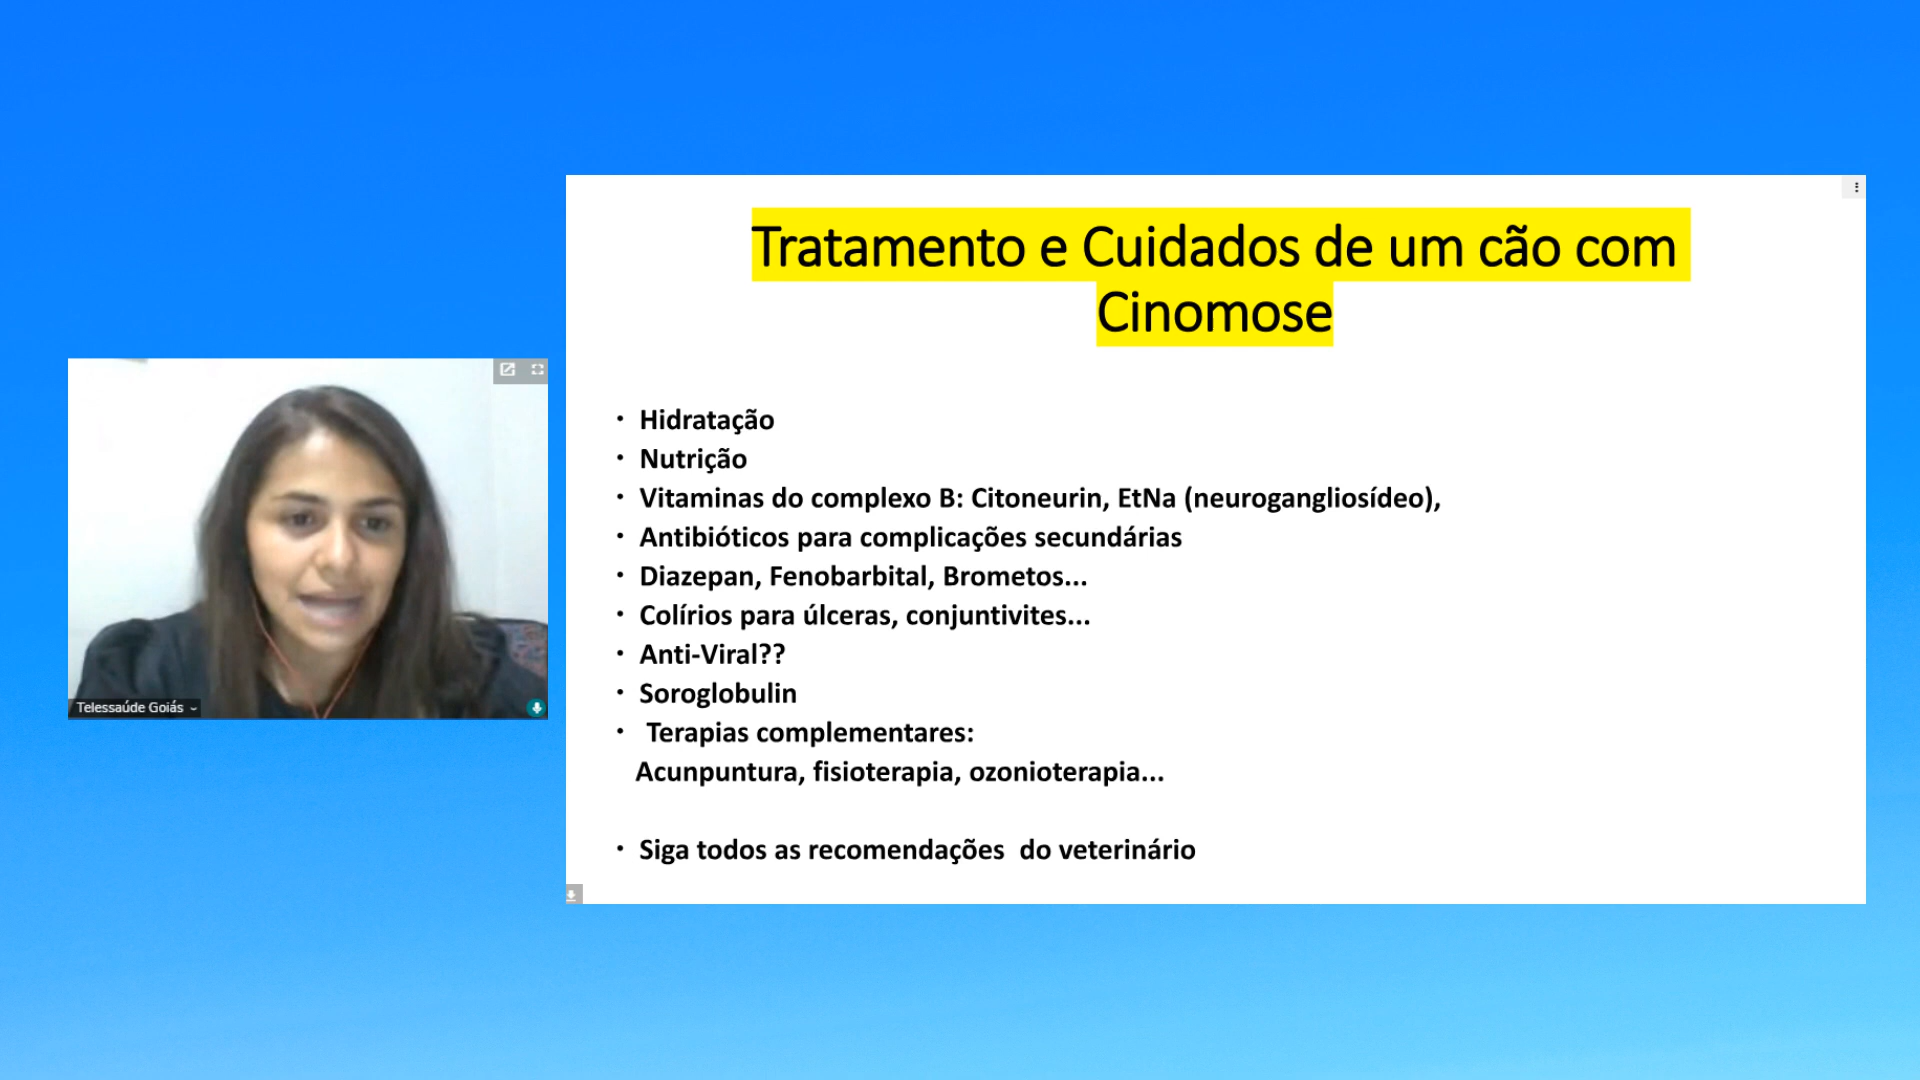 Tratamento e Cuidados de um cão com
Cinomose
• Hidratação
• Nutrição
• Vitaminas do complexo B: Citoneurin, EtNa (neurogangliosídeo),
• Antibióticos para complicações secundárias
• Diazepan, Fenobarbital, Brometos...
• Colírios para úlceras, conjuntivites...
• Anti-Viral??
• Soroglobulin
• Terapias complementares:
Acunpuntura, fisioterapia, ozonioterapia...
• Siga todos as recomendações do veterinário
Telessaúde Goiás